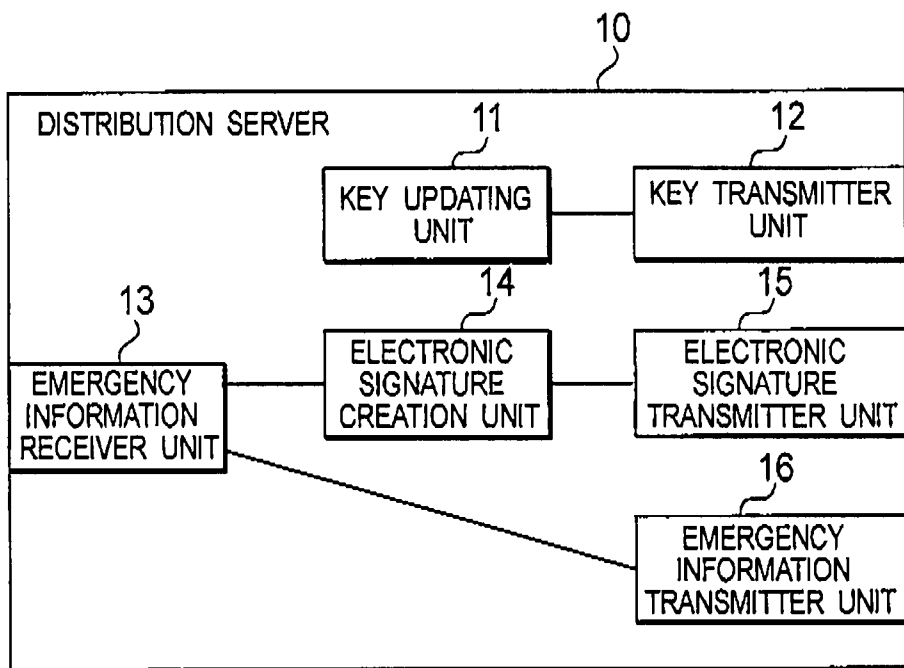 10
DISTRIBUTION SERVER
11
KEY UPDATING
UNIT
12
KEY TRANSMITTER
UNIT
13
EMERGENCY
INFORMATION
RECEIVER UNIT
14
ELECTRONIC
SIGNATURE
CREATION UNIT
15
ELECTRONIC
SIGNATURE
TRANSMITTER UNIT
16
EMERGENCY
INFORMATION
TRANSMITTER UNIT